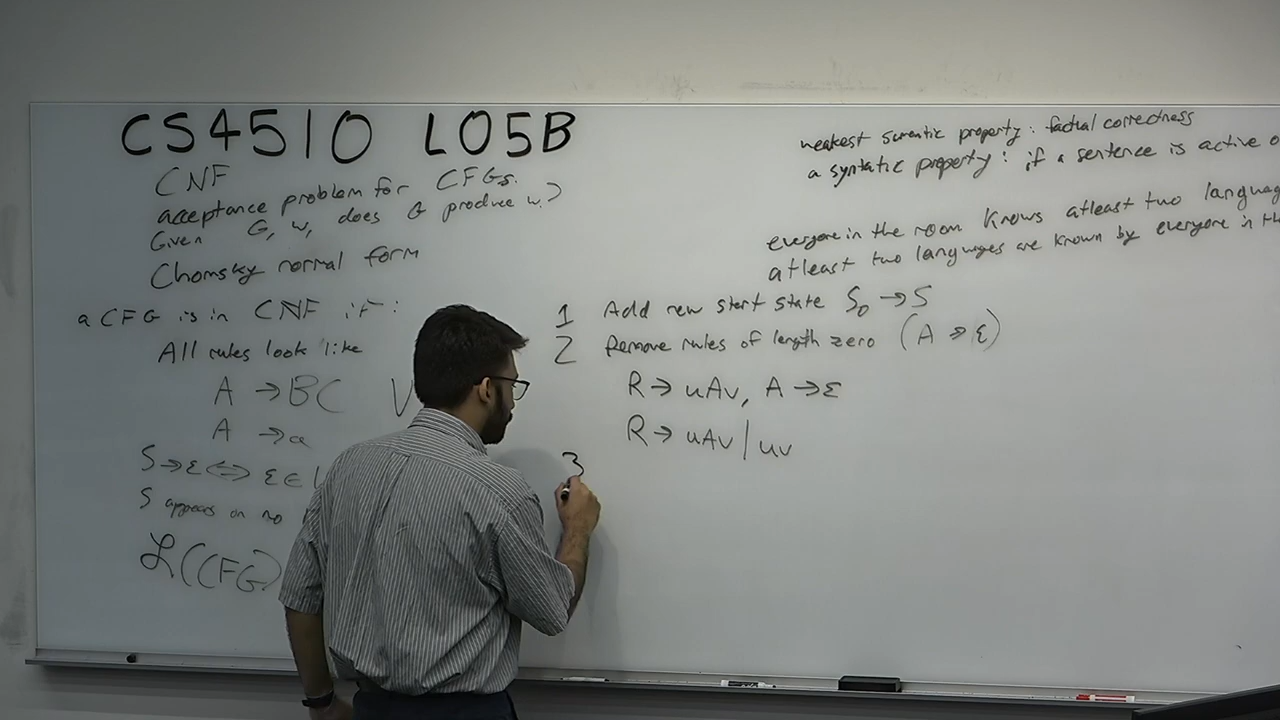 CS4510 L05B
CNF
acceptance problem for CFGs.
Given G, w, does G produce w?
Chomsky normal form
a CFG is in CNF if:
All rules look like
A → BC V
A → a
S→ε ⟺ ε∈
S appears on no
L(CFG)
weakest semantic property: factual correctness
a syntatic property: if a sentence is active o
everyone in the room knows atleast two languag
atleast two languages are known by everyone in th
1 Add new start state S₀ → S
2 Remove rules of length zero (A → ε)
R → uAv, A → ε
R → uAv | uv
3